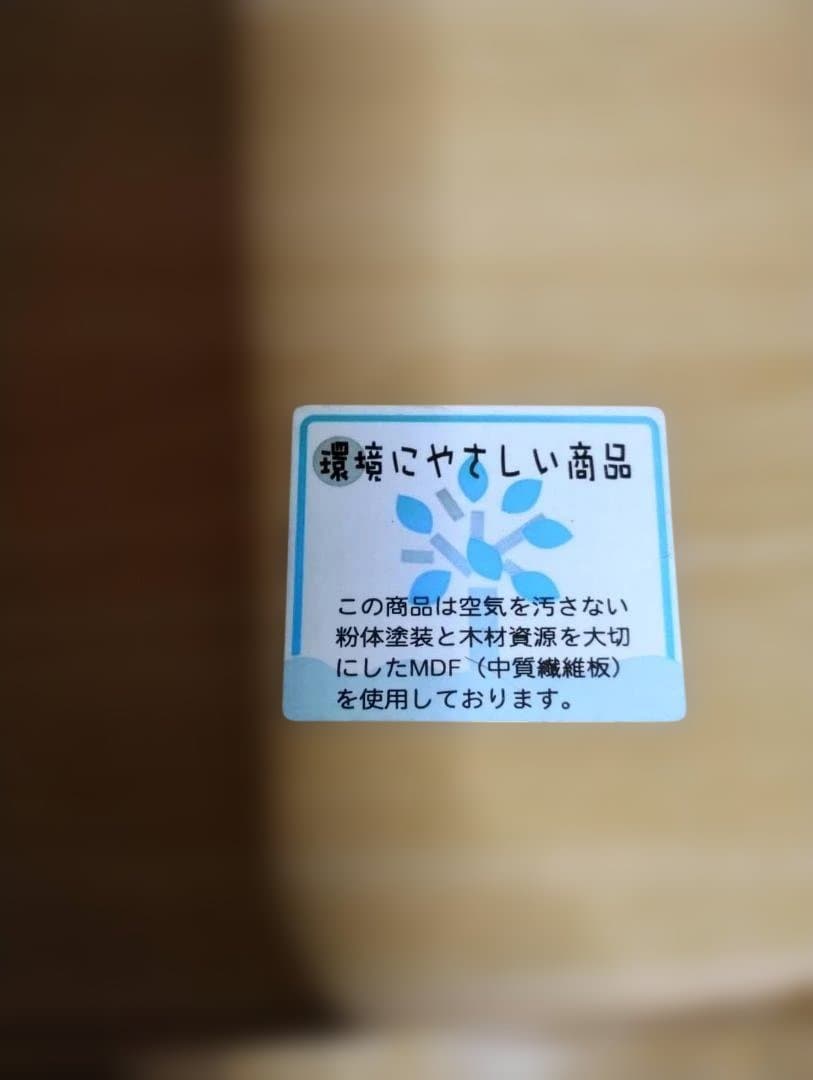 環境にやさしい商品
この商品は空気を汚さない
粉体塗装と木材資源を大切
にしたMDF（中質繊維板）
を使用しております。